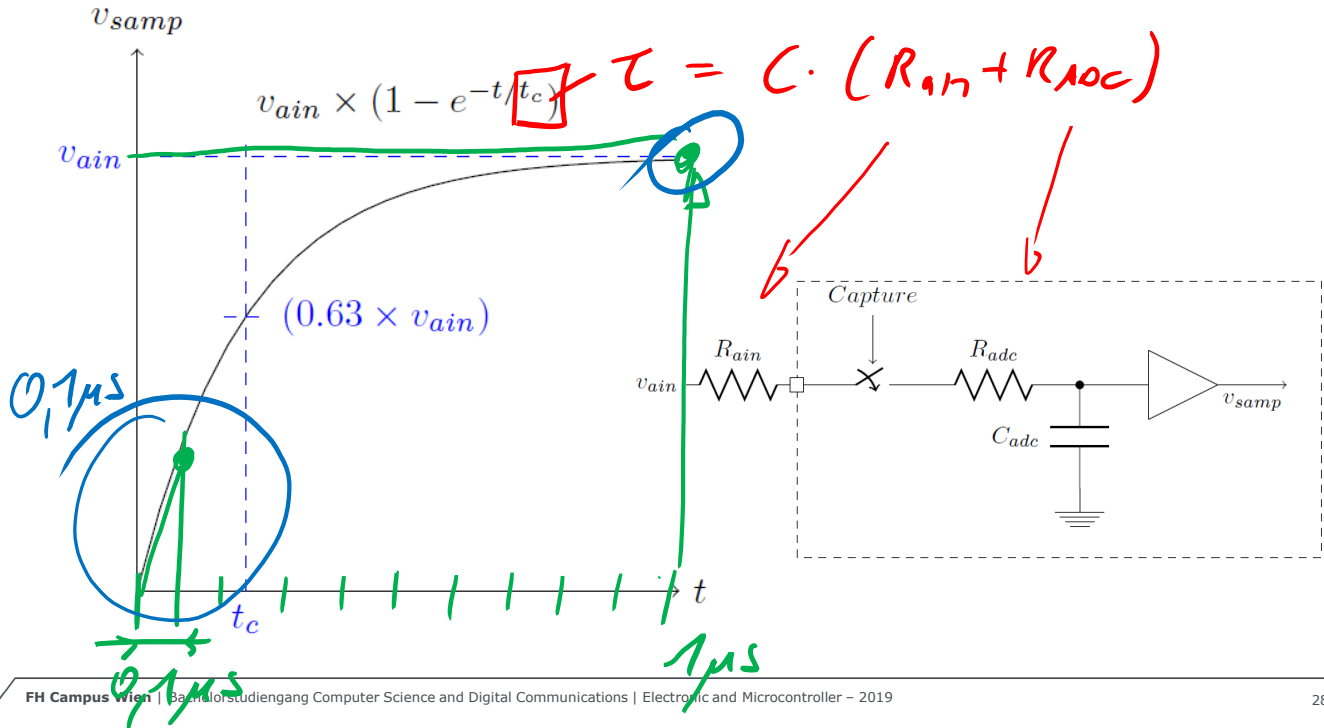 v_samp
v_ain × (1 − e^{−t/t_c})
τ = C · (R_ain + R_ADC)
v_ain
(0.63 × v_ain)
0,1µs
Capture
R_ain
R_adc
v_ain
v_samp
C_adc
t
t_c
1µs
0,1µs
FH Campus Wien | Bachelorstudiengang Computer Science and Digital Communications | Electronic and Microcontroller – 2019
28